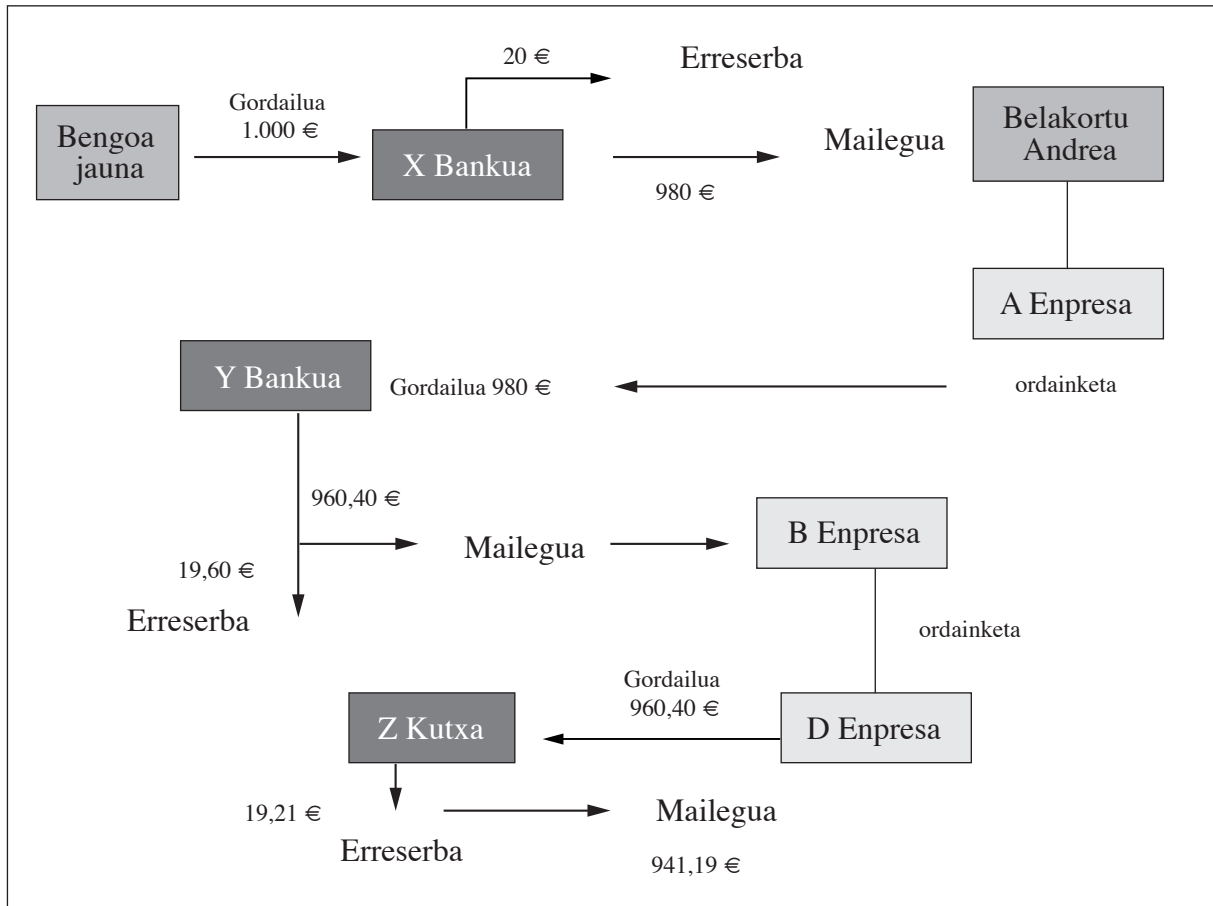 20 €
Erreserba
Gordailua
1.000 €
Bengoa
jauna
X Bankua
Mailegua
980 €
Belakortu
Andrea
A Enpresa
Y Bankua
Gordailua 980 €
ordainketa
960,40 €
Mailegua
B Enpresa
19,60 €
Erreserba
ordainketa
Gordailua
960,40 €
Z Kutxa
D Enpresa
19,21 €
Mailegua
Erreserba
941,19 €